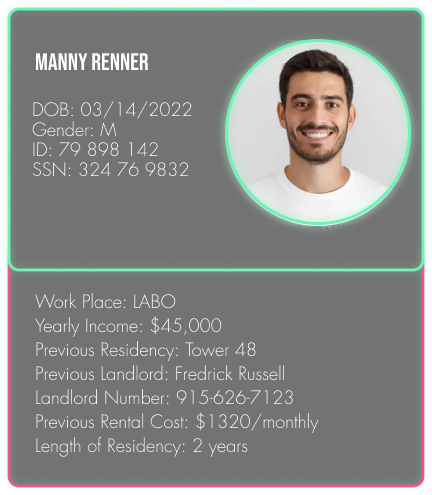 MANNY RENNER
DOB: 03/14/2022
Gender: M
ID: 79 898 142
SSN: 324 76 9832
Work Place: LABO
Yearly Income: $45,000
Previous Residency: Tower 48
Previous Landlord: Fredrick Russell
Landlord Number: 915-626-7123
Previous Rental Cost: $1320/monthly
Length of Residency: 2 years